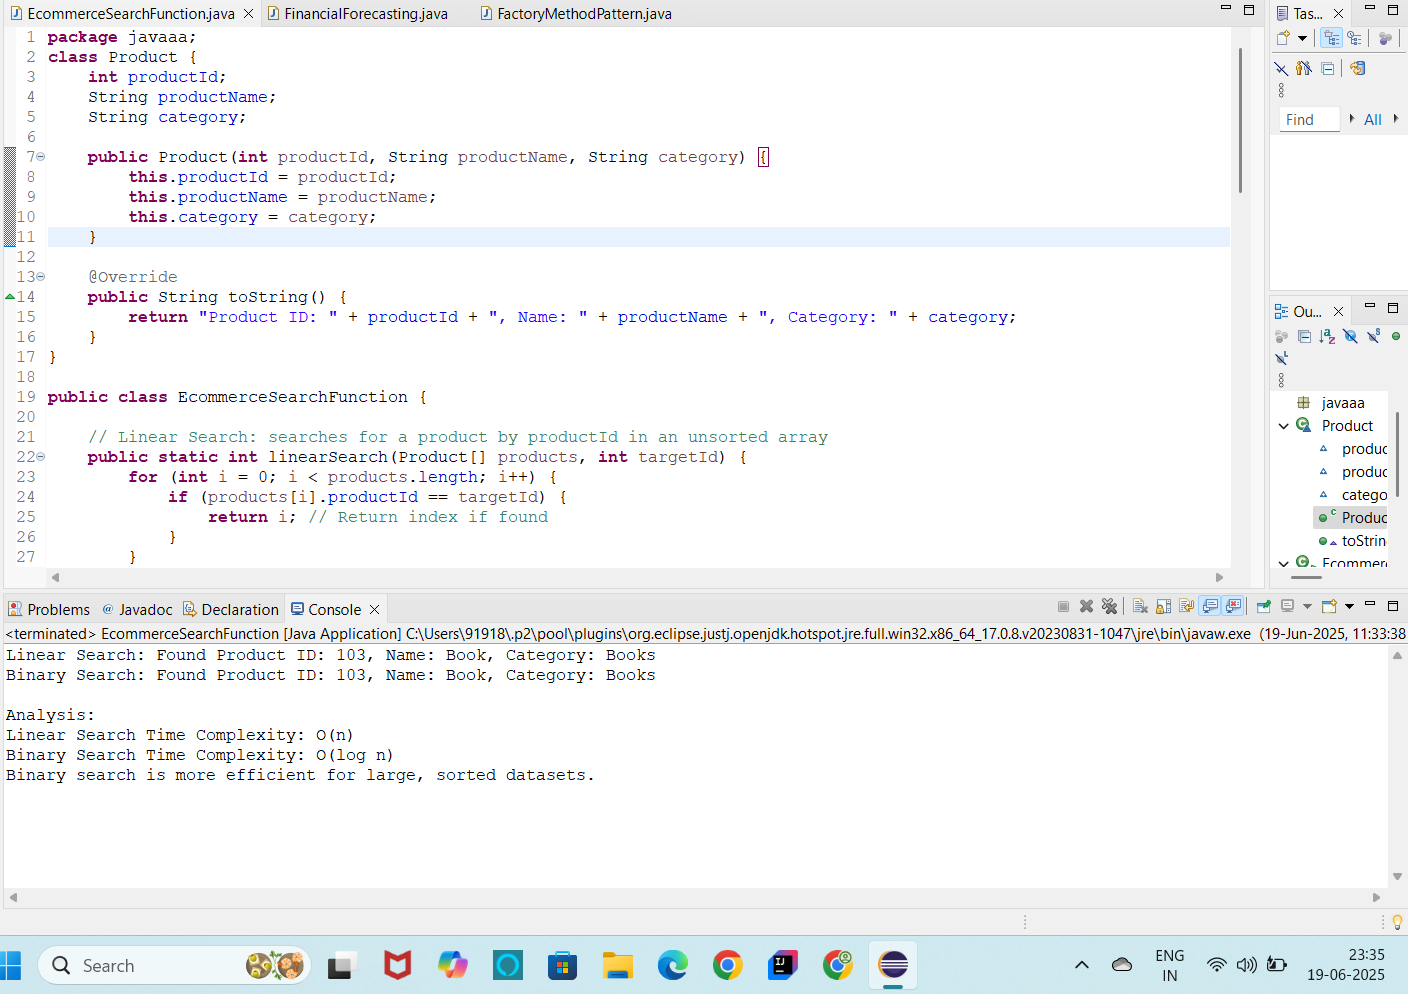 EcommerceSearchFunction.java
FinancialForecasting.java
FactoryMethodPattern.java
1 package javaaa;
2 class Product {
3     int productId;
4     String productName;
5     String category;
6
7     public Product(int productId, String productName, String category) {
8         this.productId = productId;
9         this.productName = productName;
10         this.category = category;
11     }
12
13     @Override
14     public String toString() {
15         return "Product ID: " + productId + ", Name: " + productName + ", Category: " + category;
16     }
17 }
18
19 public class EcommerceSearchFunction {
20
21     // Linear Search: searches for a product by productId in an unsorted array
22     public static int linearSearch(Product[] products, int targetId) {
23         for (int i = 0; i < products.length; i++) {
24             if (products[i].productId == targetId) {
25                 return i; // Return index if found
26             }
27         }
Tas...
Find
All
Ou...
javaaa
Product
produc
produc
catego
Produc
toStrin
Ecommer
Problems
@ Javadoc
Declaration
Console
<terminated> EcommerceSearchFunction [Java Application] C:\Users\91918\.p2\pool\plugins\org.eclipse.justj.openjdk.hotspot.jre.full.win32.x86_64_17.0.8.v20230831-1047\jre\bin\javaw.exe (19-Jun-2025, 11:33:38
Linear Search: Found Product ID: 103, Name: Book, Category: Books
Binary Search: Found Product ID: 103, Name: Book, Category: Books

Analysis:
Linear Search Time Complexity: O(n)
Binary Search Time Complexity: O(log n)
Binary search is more efficient for large, sorted datasets.
Search
ENG
IN
23:35
19-06-2025